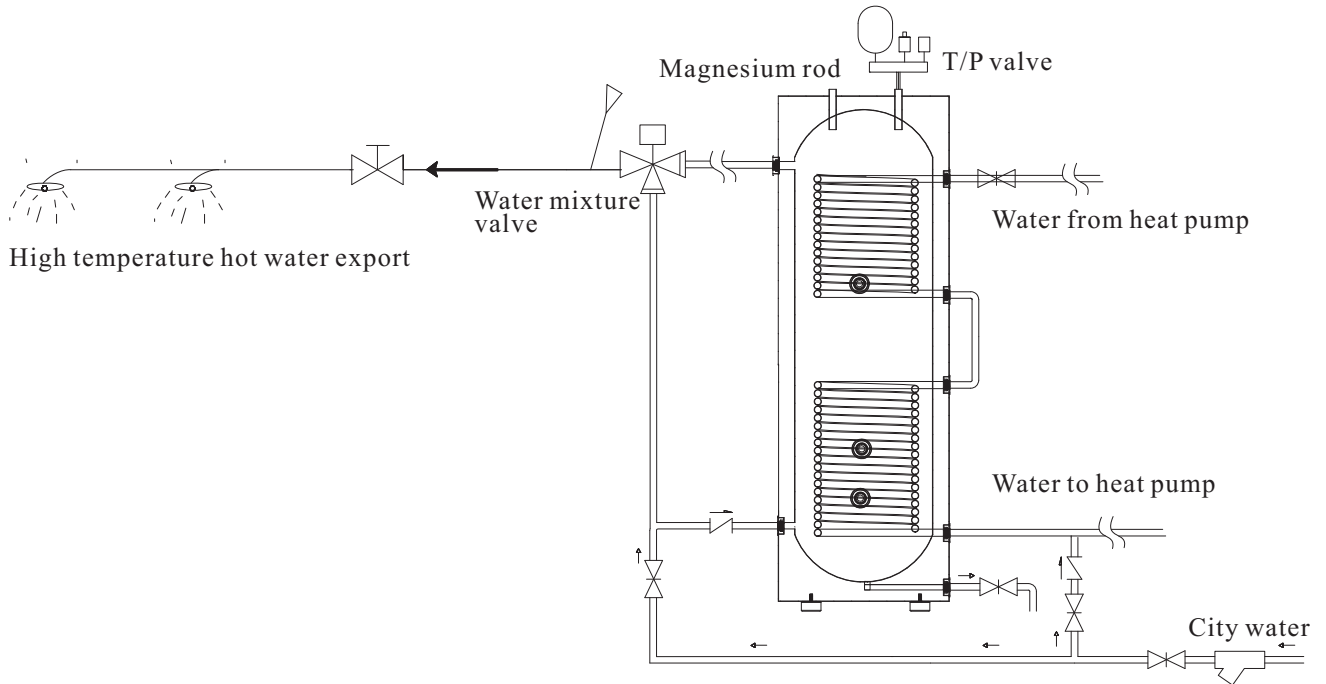 T/P valve
Magnesium rod
Water mixture
valve
Water from heat pump
High temperature hot water export
Water to heat pump
City water